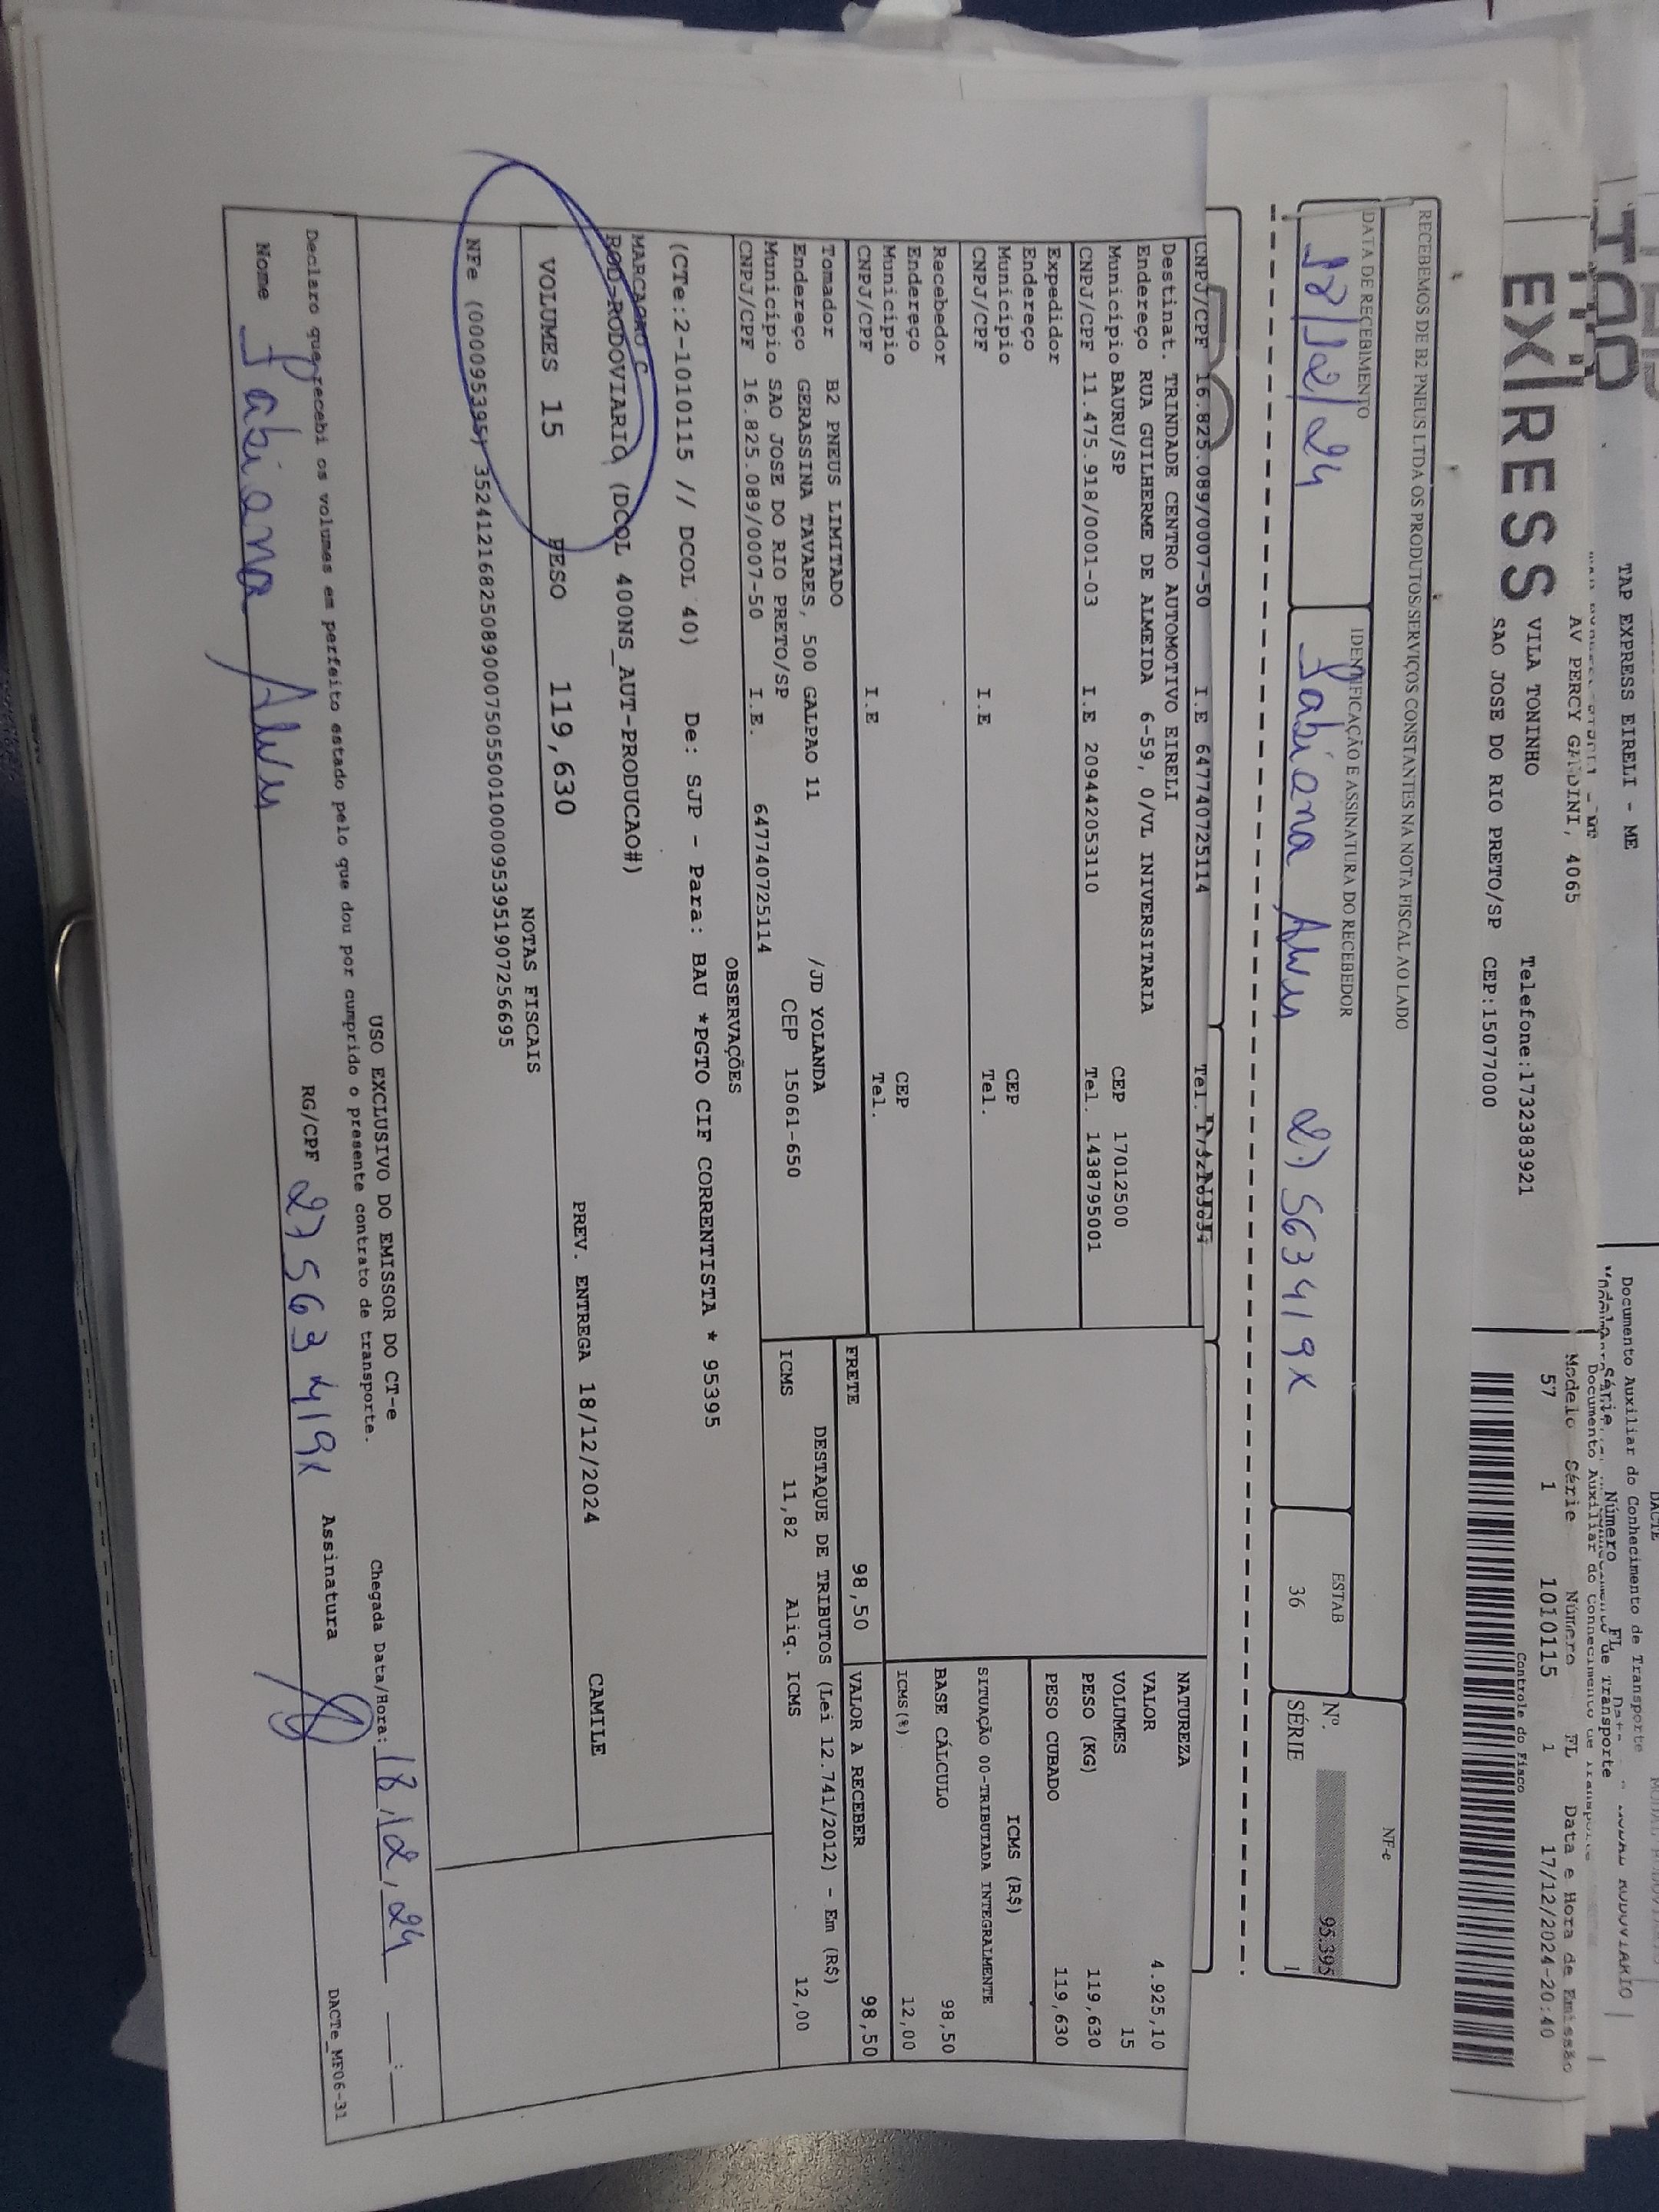 TAP EXPRESS EIRELI - ME
AV PERCY GANDINI, 4065
VILA TONINHO
SAO JOSE DO RIO PRETO/SP CEP:15077000
Telefone:1732383921
EXPRESS
DACTE
Documento Auxiliar do Conhecimento de Transporte
Modelo Série Número FL Data e Hora de Emissão
57 1 1010115 1 17/12/2024-20:40
Controle do Fisco
RECEBEMOS DE B2 PNEUS LTDA OS PRODUTOS/SERVIÇOS CONSTANTES NA NOTA FISCAL AO LADO
NF-e
DATA DE RECEBIMENTO
18/12/24
IDENTIFICAÇÃO E ASSINATURA DO RECEBEDOR
Fabiana Alves 27563419x
ESTAB
36
Nº. 95.395
SÉRIE 1
CNPJ/CPF 16.825.089/0007-50 I.E 647740725114 Tel.
Destinat. TRINDADE CENTRO AUTOMOTIVO EIRELI
Endereço RUA GUILHERME DE ALMEIDA 6-59, 0/VL INIVERSITARIA
Município BAURU/SP CEP 17012500
CNPJ/CPF 11.475.918/0001-03 I.E 209442053110 Tel. 1438795001
Expedidor
Endereço
Município CEP
CNPJ/CPF I.E Tel.
Recebedor
Endereço
Município CEP
CNPJ/CPF I.E Tel.
Tomador B2 PNEUS LIMITADO
Endereço GERASSINA TAVARES, 500 GALPAO 11 /JD YOLANDA
Município SAO JOSE DO RIO PRETO/SP CEP 15061-650
CNPJ/CPF 16.825.089/0007-50 I.E. 647740725114
NATUREZA
VALOR 4.925,10
VOLUMES 15
PESO (KG) 119,630
PESO CUBADO 119,630
ICMS (R$)
SITUAÇÃO 00-TRIBUTADA INTEGRALMENTE
BASE CÁLCULO 98,50
ICMS(%) 12,00
FRETE 98,50 VALOR A RECEBER 98,50
DESTAQUE DE TRIBUTOS (Lei 12.741/2012) - Em (R$)
ICMS 11,82 Aliq. ICMS 12,00
OBSERVAÇÕES
(CTe:2-1010115 // DCOL 40) De: SJP - Para: BAU *PGTO CIF CORRENTISTA * 95395
MARCACAO C
ROD-RODOVIARIO (DCOL 400NS_AUT-PRODUCAO#)
CAMILE
VOLUMES 15 PESO 119,630 PREV. ENTREGA 18/12/2024
NOTAS FISCAIS
NFe (000095395) 35241216825089000750550010000953951907256695
USO EXCLUSIVO DO EMISSOR DO CT-e
Chegada Data/Hora: 18/12/24 __:__
Declaro que recebi os volumes em perfeito estado pelo que dou por cumprido o presente contrato de transporte.
Nome Fabiana Alves RG/CPF 27563419x Assinatura
DACTe_MF06-31